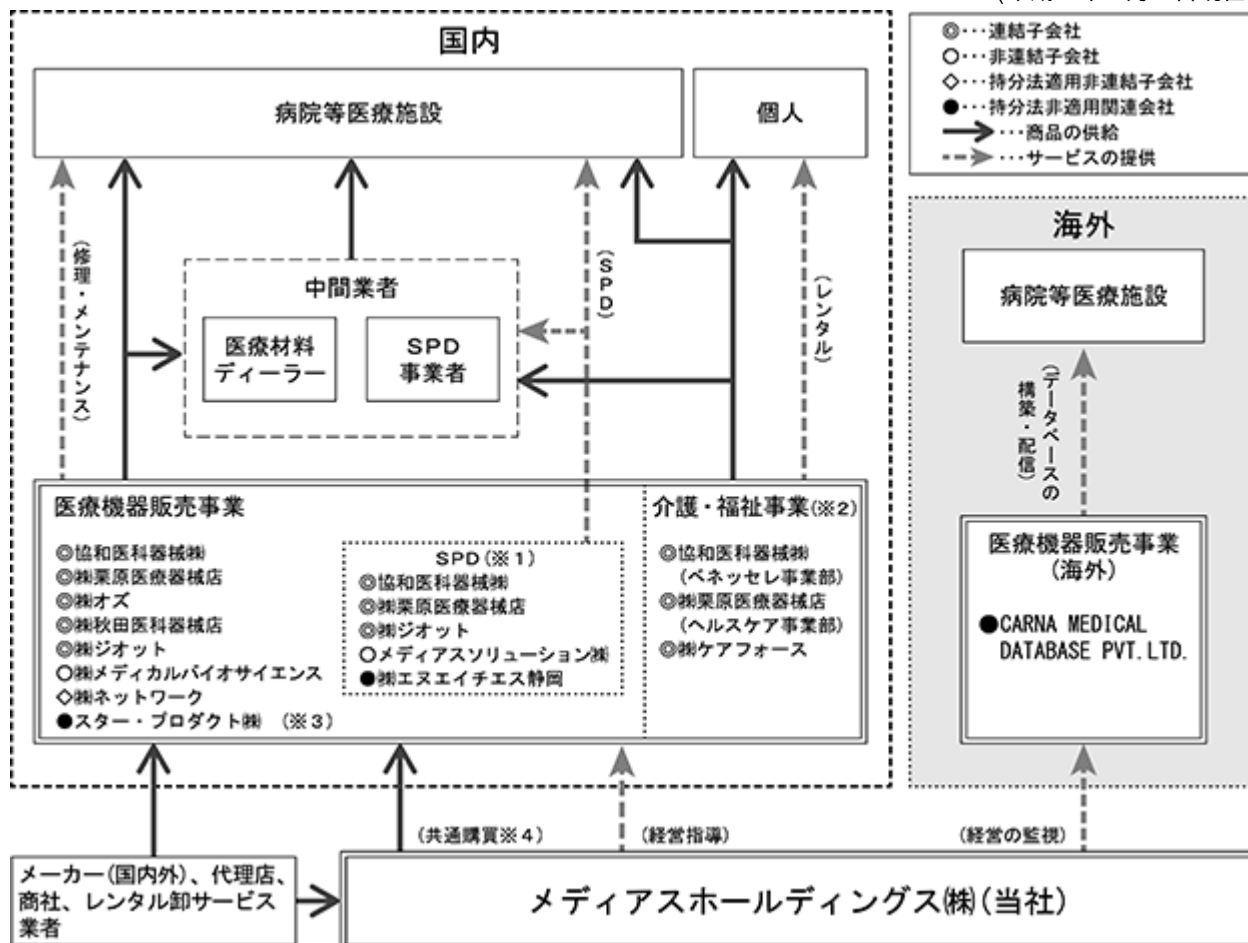 国内
病院等医療施設
個人
(修理・メンテナンス)
(SPD)
(レンタル)
中間業者
医療材料
ディーラー
SPD
事業者
医療機器販売事業
◎協和医科器械㈱
◎㈱栗原医療器械店
◎㈱オズ
◎㈱秋田医科器械店
◎㈱ジオット
○㈱メディカルバイオサイエンス
◇㈱ネットワーク
●スター・プロダクト㈱ (※3)
SPD(※1)
◎協和医科器械㈱
◎㈱栗原医療器械店
◎㈱ジオット
○メディアスソリューション㈱
●㈱エヌエイチエス静岡
介護・福祉事業(※2)
◎協和医科器械㈱
(ベネッセレ事業部)
◎㈱栗原医療器械店
(ヘルスケア事業部)
◎㈱ケアフォース
◎・・・連結子会社
○・・・非連結子会社
◇・・・持分法適用非連結子会社
●・・・持分法非適用関連会社
・・・商品の供給
・・・サービスの提供
海外
病院等医療施設
(データベースの
構築・配信)
医療機器販売事業
(海外)
●CARNA MEDICAL
DATABASE PVT.LTD.
(共通購買※4)
(経営指導)
(経営の監視)
メーカー(国内外)、代理店、
商社、レンタル卸サービス
業者
メディアスホールディングス㈱(当社)